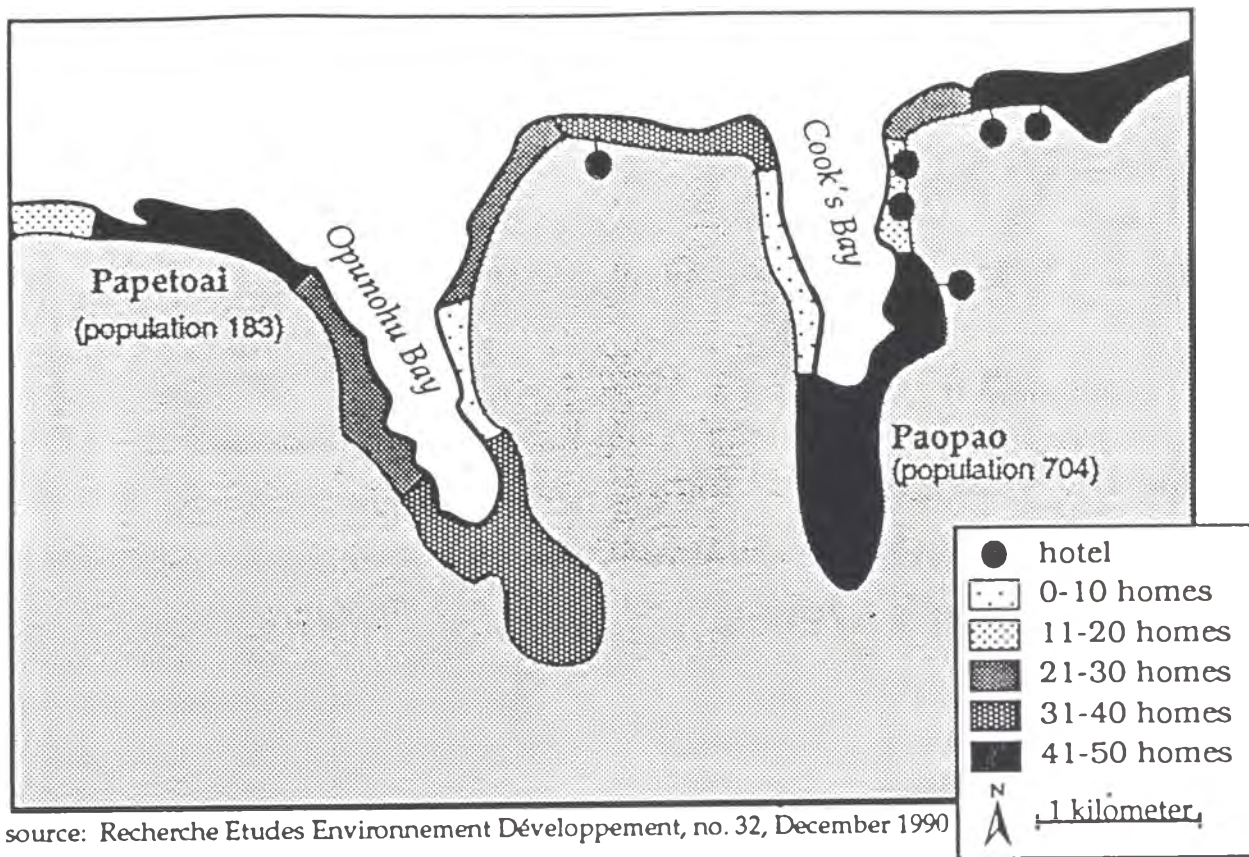 Papetoai
(population 183)
Opunohu Bay
Cook's Bay
Paopao
(population 704)
hotel
0-10 homes
11-20 homes
21-30 homes
31-40 homes
41-50 homes
N
1 kilometer
source: Recherche Etudes Environnement Développement, no. 32, December 1990